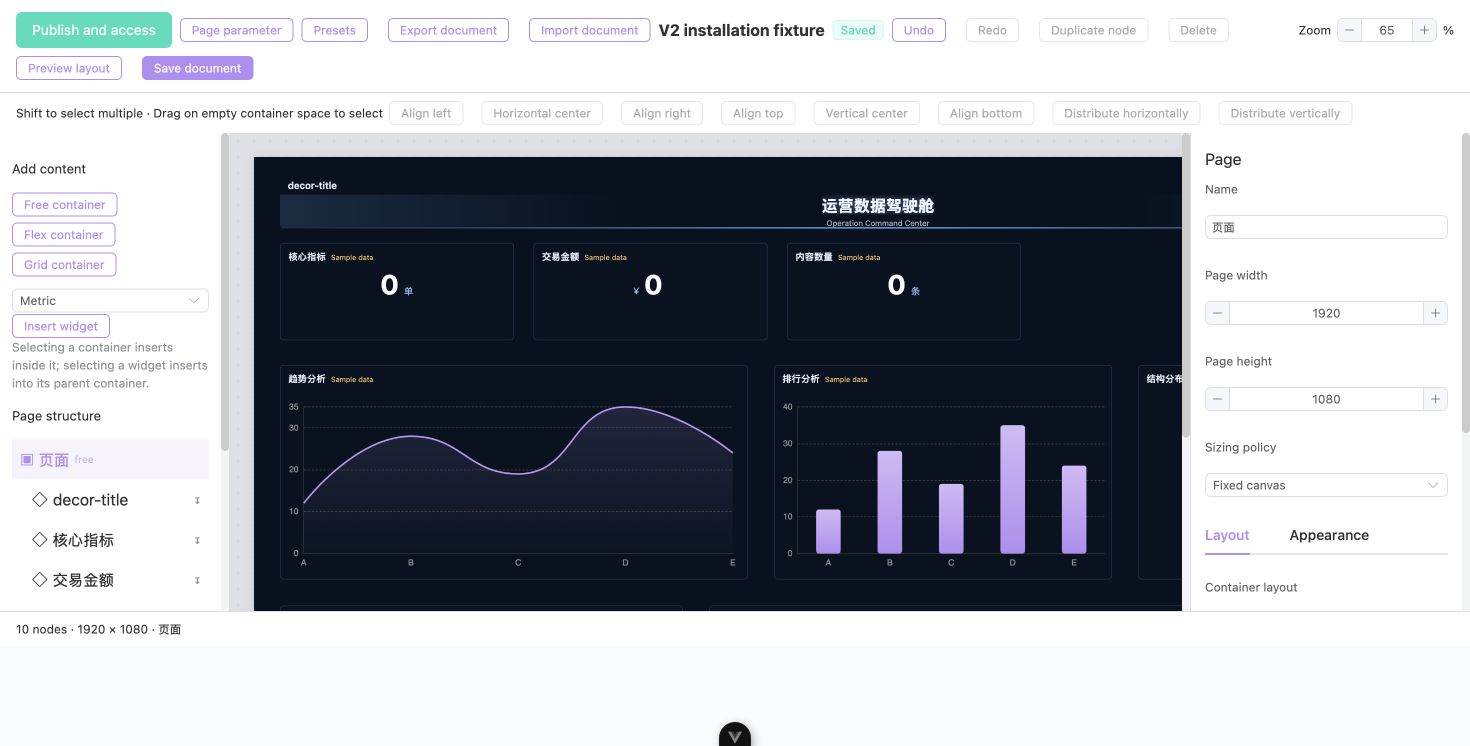 Publish and access
Page parameter
Presets
Export document
Import document
V2 installation fixture
Saved
Undo
Redo
Duplicate node
Delete
Zoom
65
%
Preview layout
Save document
Shift to select multiple · Drag on empty container space to select
Align left
Horizontal center
Align right
Align top
Vertical center
Align bottom
Distribute horizontally
Distribute vertically
Add content
Free container
Flex container
Grid container
Metric
Insert widget
Selecting a container inserts
inside it; selecting a widget inserts
into its parent container.
Page structure
页面 free
decor-title
核心指标
交易金额
decor-title
运营数据驾驶舱
Operation Command Center
核心指标 Sample data
0 单
交易金额 Sample data
¥ 0
内容数量 Sample data
0 条
趋势分析 Sample data
35
30
20
10
0
A B C D E
排行分析 Sample data
40
30
20
10
0
A B C D E
结构分布
Page
Name
页面
Page width
1920
Page height
1080
Sizing policy
Fixed canvas
Layout
Appearance
Container layout
10 nodes · 1920 × 1080 · 页面